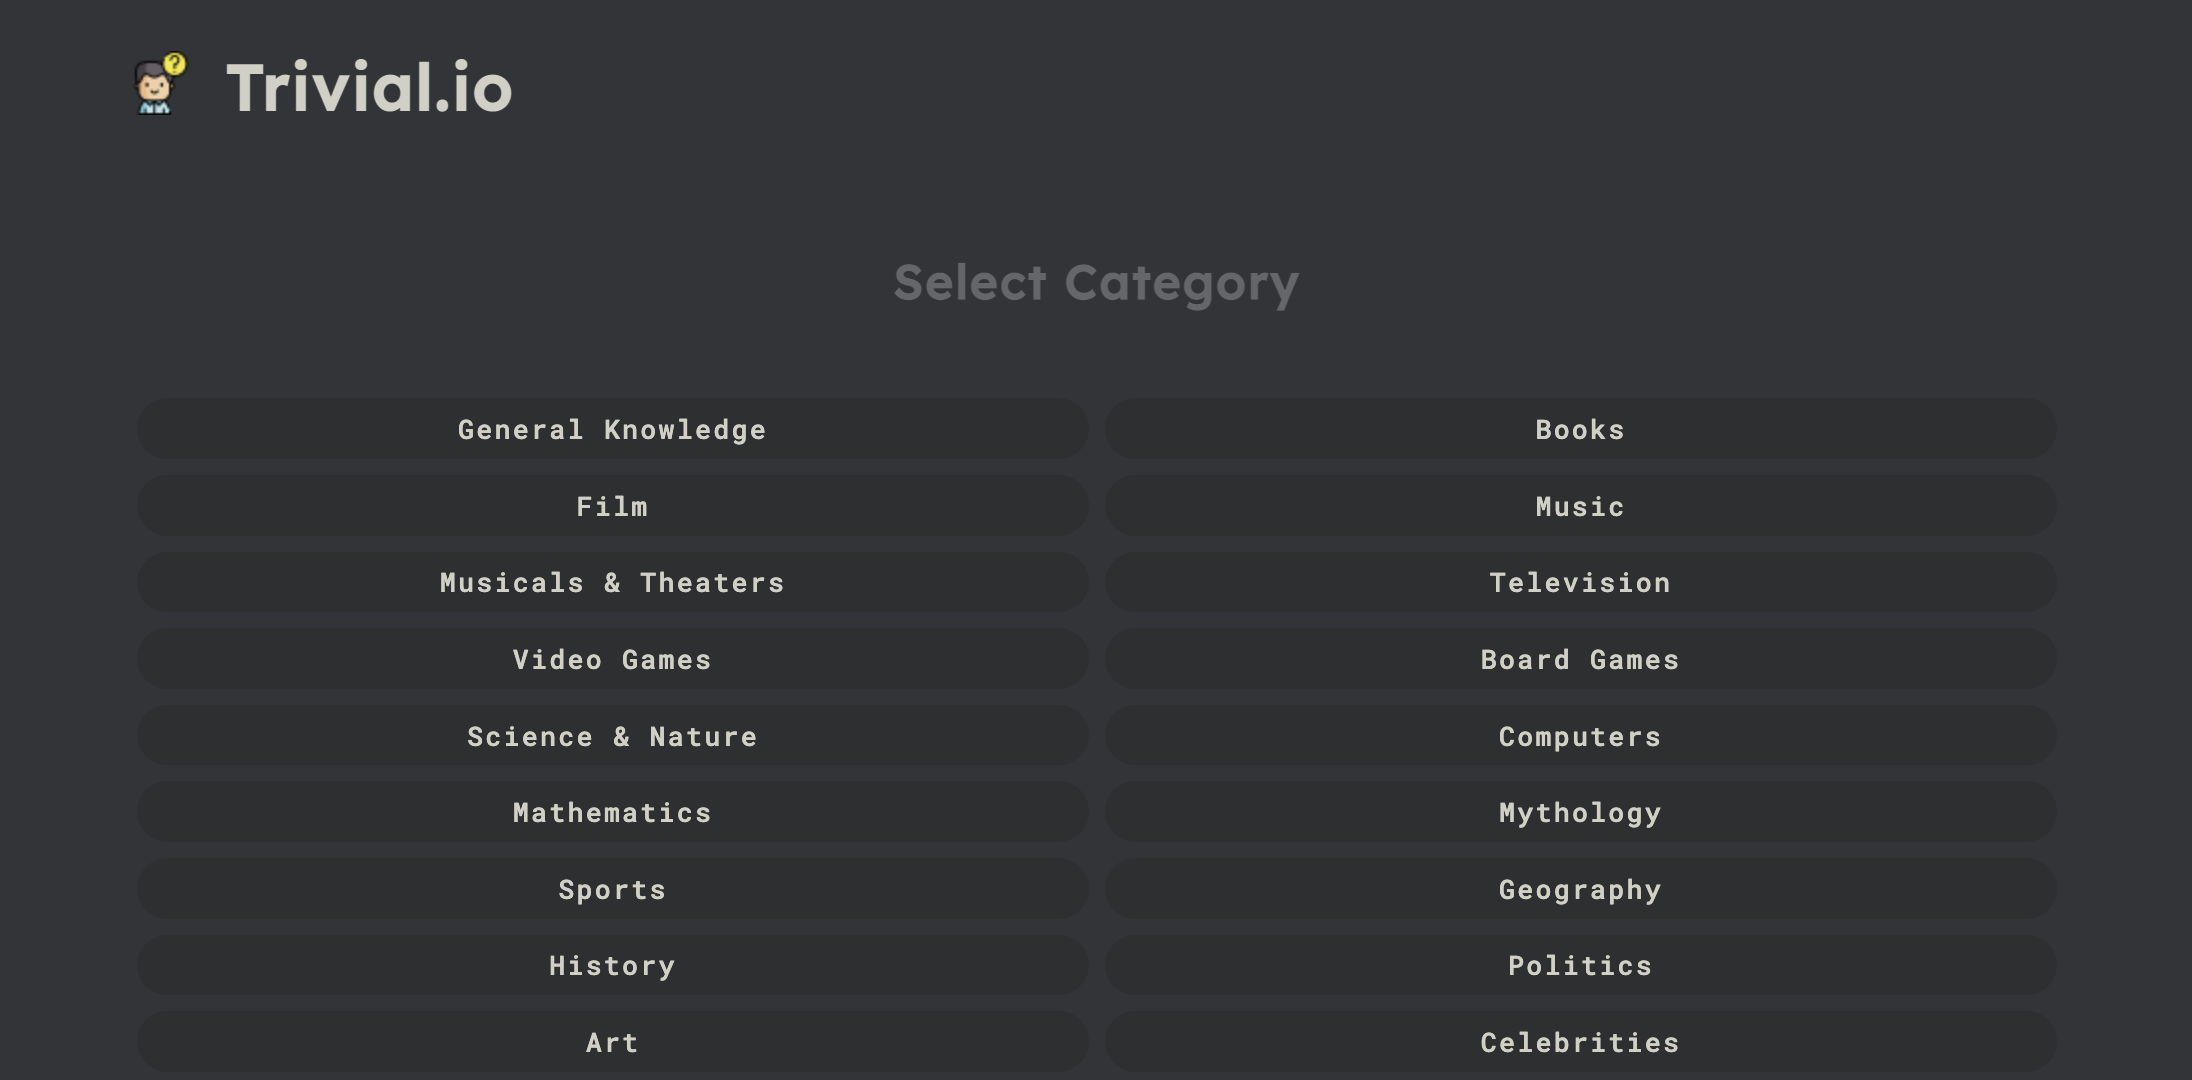 ?
Trivial.io
Select Category
General Knowledge
Books
Film
Music
Musicals & Theaters
Television
Video Games
Board Games
Science & Nature
Computers
Mathematics
Mythology
Sports
Geography
History
Politics
Art
Celebrities